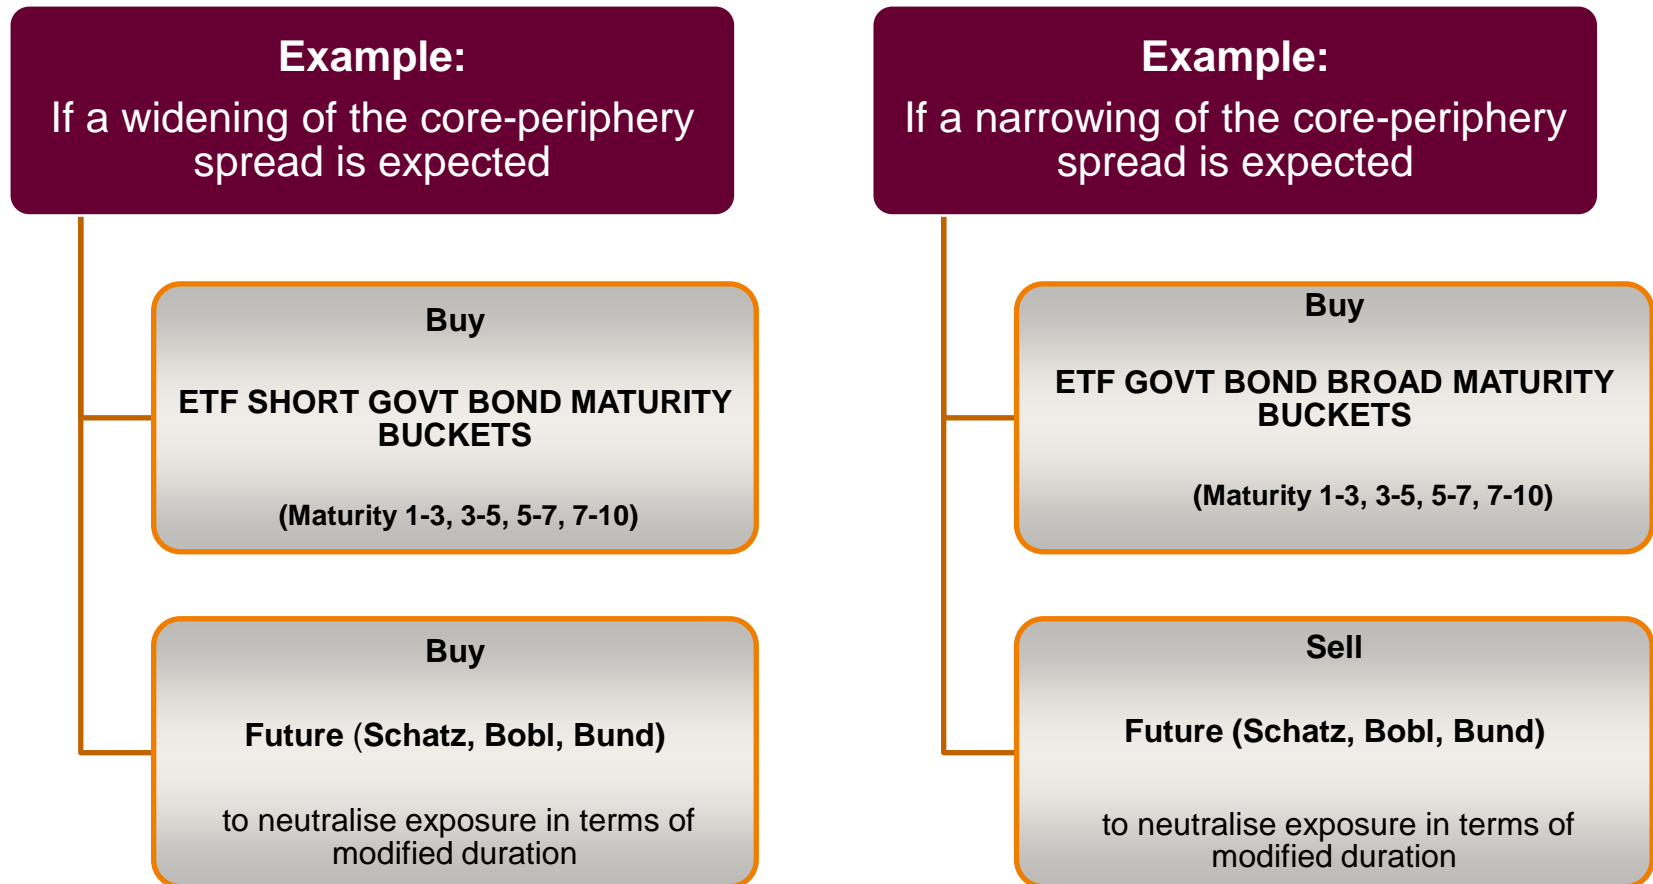 Example:
If a widening of the core-periphery
spread is expected
Buy
ETF SHORT GOVT BOND MATURITY
BUCKETS
(Maturity 1-3, 3-5, 5-7, 7-10)
Buy
Future (Schatz, Bobl, Bund)
to neutralise exposure in terms of
modified duration
Example:
If a narrowing of the core-periphery
spread is expected
Buy
ETF GOVT BOND BROAD MATURITY
BUCKETS
(Maturity 1-3, 3-5, 5-7, 7-10)
Sell
Future (Schatz, Bobl, Bund)
to neutralise exposure in terms of
modified duration